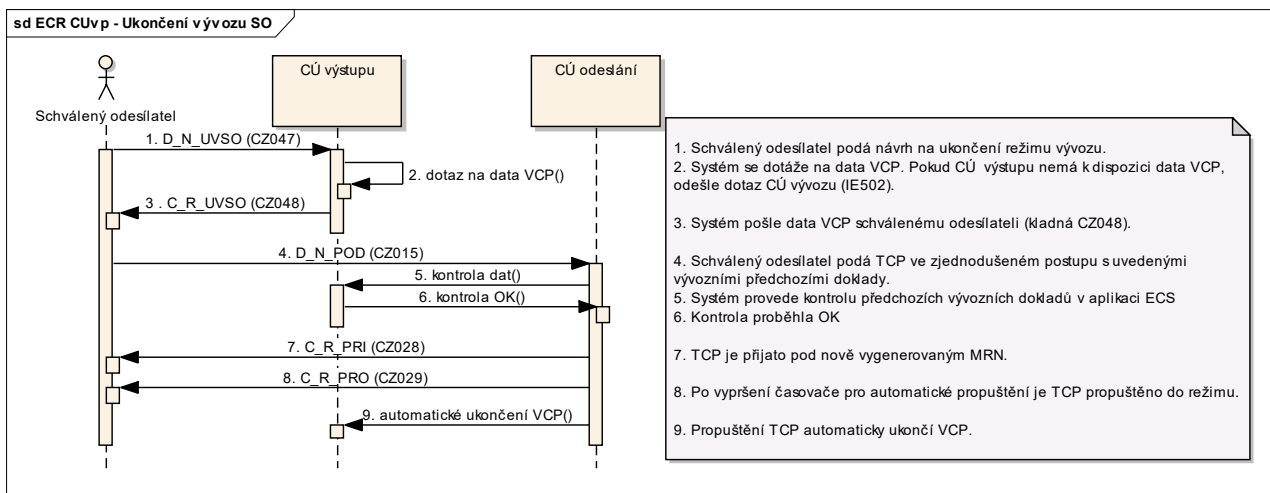 sd ECR CUvp - Ukončení vývozu SO
CÚ výstupu
CÚ odeslání
Schválený odesílatel
1. D_N_UVSO (CZ047)
2. dotaz na data VCP()
3 . C_R_UVSO (CZ048)
4. D_N_POD (CZ015)
5. kontrola dat()
6. kontrola OK()
7. C_R_PRI (CZ028)
8. C_R_PRO (CZ029)
9. automatické ukončení VCP()
1. Schválený odesílatel podá návrh na ukončení režimu vývozu.
2. Systém se dotáže na data VCP. Pokud CÚ výstupu nemá k dispozici data VCP,
odešle dotaz CÚ vývozu (IE502).
3. Systém pošle data VCP schválenému odesílateli (kladná CZ048).
4. Schválený odesílatel podá TCP ve zjednodušeném postupu s uvedenými
vývozními předchozími doklady.
5. Systém provede kontrolu předchozích vývozních dokladů v aplikaci ECS
6. Kontrola proběhla OK
7. TCP je přijato pod nově vygenerovaným MRN.
8. Po vypršení časovače pro automatické propuštění je TCP propuštěno do režimu.
9. Propuštění TCP automaticky ukončí VCP.